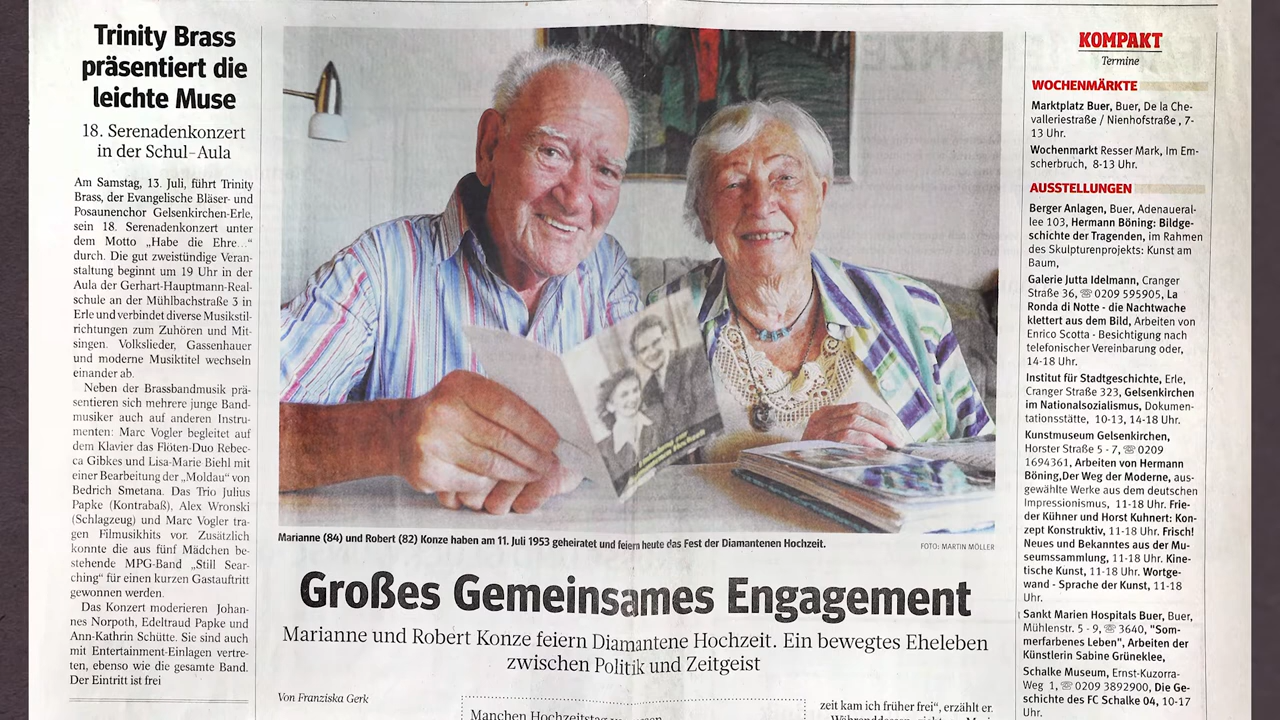 Trinity Brass
präsentiert die
leichte Muse
18. Serenadenkonzert
in der Schul-Aula
Am Samstag, 13. Juli, führt Trinity
Brass, der Evangelische Bläser- und
Posaunenchor Gelsenkirchen-Erle,
sein 18. Serenadenkonzert unter
dem Motto „Habe die Ehre...“
durch. Die gut zweistündige Veran-
staltung beginnt um 19 Uhr in der
Aula der Gerhart-Hauptmann-Real-
schule an der Mühlbachstraße 3 in
Erle und verbindet diverse Musikstil-
richtungen zum Zuhören und Mit-
singen. Volkslieder, Gassenhauer
und moderne Musiktitel wechseln
einander ab.
Neben der Brassbandmusik prä-
sentieren sich mehrere junge Band-
musiker auch auf anderen Instru-
menten: Marc Vogler begleitet auf
dem Klavier das Flöten-Duo Rebec-
ca Gibkes und Lisa-Marie Biehl mit
einer Bearbeitung der „Moldau“ von
Bedrich Smetana. Das Trio Julius
Papke (Kontrabaß), Alex Wronski
(Schlagzeug) und Marc Vogler tra-
gen Filmusikhits vor. Zusätzlich
konnte die aus fünf Mädchen be-
stehende MPG-Band „Still Sear-
ching“ für einen kurzen Gastauftritt
gewonnen werden.
Das Konzert moderieren Johan-
nes Norpoth, Edeltraud Papke und
Ann-Kathrin Schütte. Sie sind auch
mit Entertainment-Einlagen vertre-
ten, ebenso wie die gesamte Band.
Der Eintritt ist frei
Marianne (84) und Robert (82) Konze haben am 11. Juli 1953 geheiratet und feiern heute das Fest der Diamantenen Hochzeit.
FOTO: MARTIN MÖLLER
Großes Gemeinsames Engagement
Marianne und Robert Konze feiern Diamantene Hochzeit. Ein bewegtes Eheleben
zwischen Politik und Zeitgeist
Von Franziska Gerk
Manchen Hochzeitstag
zeit kam ich früher frei“, erzählt er.
KOMPAKT
Termine
WOCHENMÄRKTE
Marktplatz Buer, Buer, De la Che-
valleriestraße / Nienhofstraße , 7-
13 Uhr.
Wochenmarkt Resser Mark, Im Em-
scherbruch, 8-13 Uhr.
AUSSTELLUNGEN
Berger Anlagen, Buer, Adenaueral-
lee 103, Hermann Böning: Bildge-
schichte der Tragenden, im Rahmen
des Skulpturenprojekts: Kunst am
Baum,
Galerie Jutta Idelmann, Cranger
Straße 36, ☏ 0209 595905, La
Ronda di Notte - die Nachtwache
klettert aus dem Bild, Arbeiten von
Enrico Scotta - Besichtigung nach
telefonischer Vereinbarung oder,
14-18 Uhr.
Institut für Stadtgeschichte, Erle,
Cranger Straße 323, Gelsenkirchen
im Nationalsozialismus, Dokumen-
tationsstätte, 10-13, 14-18 Uhr.
Kunstmuseum Gelsenkirchen,
Horster Straße 5 - 7, ☏ 0209
1694361, Arbeiten von Hermann
Böning,Der Weg der Moderne, aus-
gewählte Werke aus dem deutschen
Impressionismus, 11-18 Uhr. Frie-
der Kühner und Horst Kuhnert: Kon-
zept Konstruktiv, 11-18 Uhr. Frisch!
Neues und Bekanntes aus der Mu-
seumssammlung, 11-18 Uhr. Kine-
tische Kunst, 11-18 Uhr. Wortge-
wand - Sprache der Kunst, 11-18
Uhr.
Sankt Marien Hospitals Buer, Buer,
Mühlenstr. 5 - 9, ☏ 3640, "Som-
merfarbenes Leben", Arbeiten der
Künstlerin Sabine Grüneklee,
Schalke Museum, Ernst-Kuzorra-
Weg 1, ☏ 0209 3892900, Die Ge-
schichte des FC Schalke 04, 10-17
Uhr.